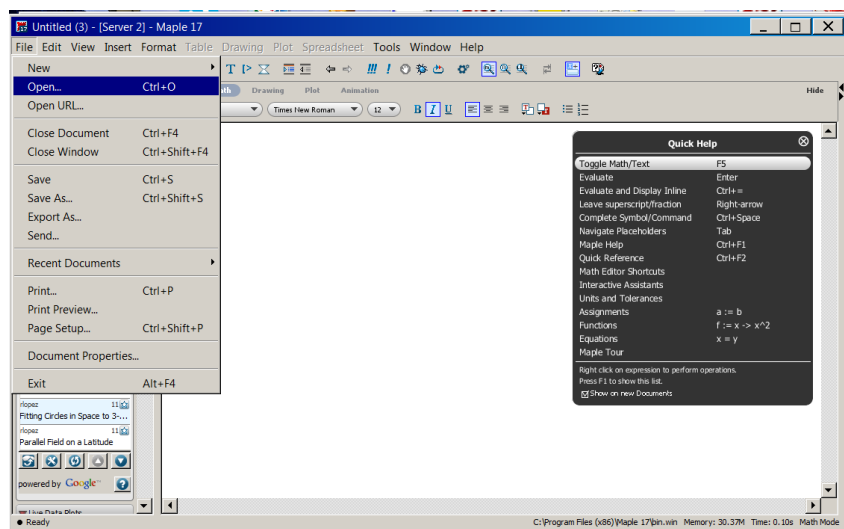 Untitled (3) - [Server 2] - Maple 17
File Edit View Insert Format Table Drawing Plot Spreadsheet Tools Window Help
New
Open... Ctrl+O
Open URL...
Close Document Ctrl+F4
Close Window Ctrl+Shift+F4
Save Ctrl+S
Save As... Ctrl+Shift+S
Export As...
Send...
Recent Documents
Print... Ctrl+P
Print Preview...
Page Setup... Ctrl+Shift+P
Document Properties...
Exit Alt+F4
Drawing Plot Animation Hide
Times New Roman 12 B I U
Quick Help
Toggle Math/Text F5
Evaluate Enter
Evaluate and Display Inline Ctrl+=
Leave superscript/fraction Right-arrow
Complete Symbol/Command Ctrl+Space
Navigate Placeholders Tab
Maple Help Ctrl+F1
Quick Reference Ctrl+F2
Math Editor Shortcuts
Interactive Assistants
Units and Tolerances
Assignments a := b
Functions f := x -> x^2
Equations x = y
Maple Tour
Right click on expression to perform operations.
Press F1 to show this list.
Show on new Documents
rlopez 11
Fitting Circles in Space to 3-...
rlopez 11
Parallel Field on a Latitude
powered by Google™
Live Data Plots
Ready C:\Program Files (x86)\Maple 17\bin.win Memory: 30.37M Time: 0.10s Math Mode